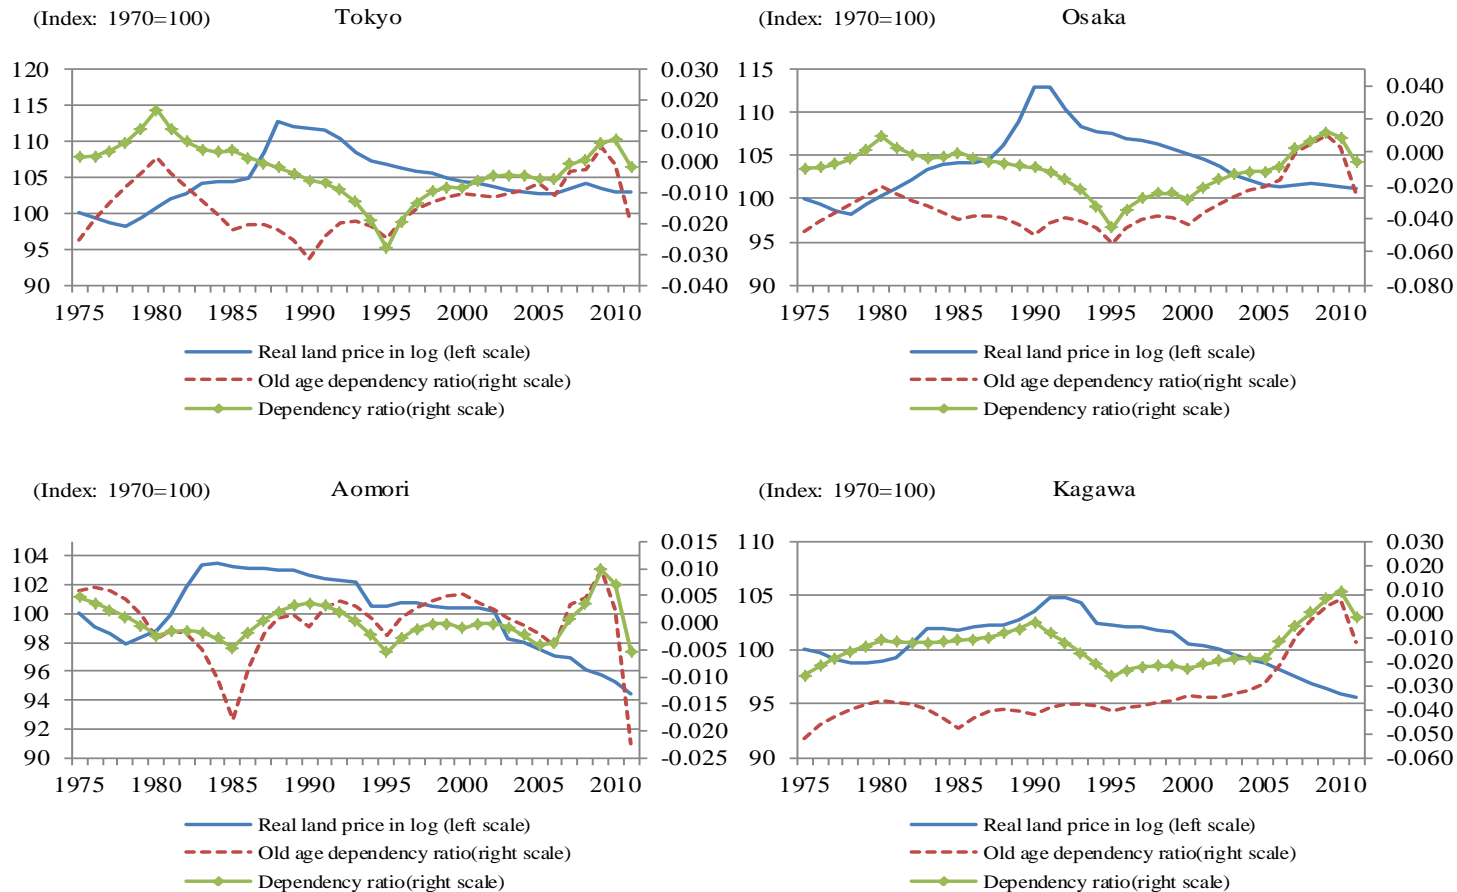 (Index: 1970=100) Tokyo
120 0.030
115 0.020
110 0.010
105 0.000
100 -0.010
95 -0.020
90 -0.030
-0.040
1975 1980 1985 1990 1995 2000 2005 2010
Real land price in log (left scale)
Old age dependency ratio(right scale)
Dependency ratio(right scale)
(Index: 1970=100) Osaka
115 0.040
110 0.020
105 0.000
100 -0.020
95 -0.040
90 -0.060
-0.080
1975 1980 1985 1990 1995 2000 2005 2010
Real land price in log (left scale)
Old age dependency ratio(right scale)
Dependency ratio(right scale)
(Index: 1970=100) Aomori
104 0.015
102 0.010
100 0.005
98 0.000
96 -0.005
94 -0.010
92 -0.015
90 -0.020
-0.025
1975 1980 1985 1990 1995 2000 2005 2010
Real land price in log (left scale)
Old age dependency ratio(right scale)
Dependency ratio(right scale)
(Index: 1970=100) Kagawa
110 0.030
105 0.020
100 0.010
95 0.000
90 -0.010
-0.020
-0.030
-0.040
-0.050
-0.060
1975 1980 1985 1990 1995 2000 2005 2010
Real land price in log (left scale)
Old age dependency ratio(right scale)
Dependency ratio(right scale)